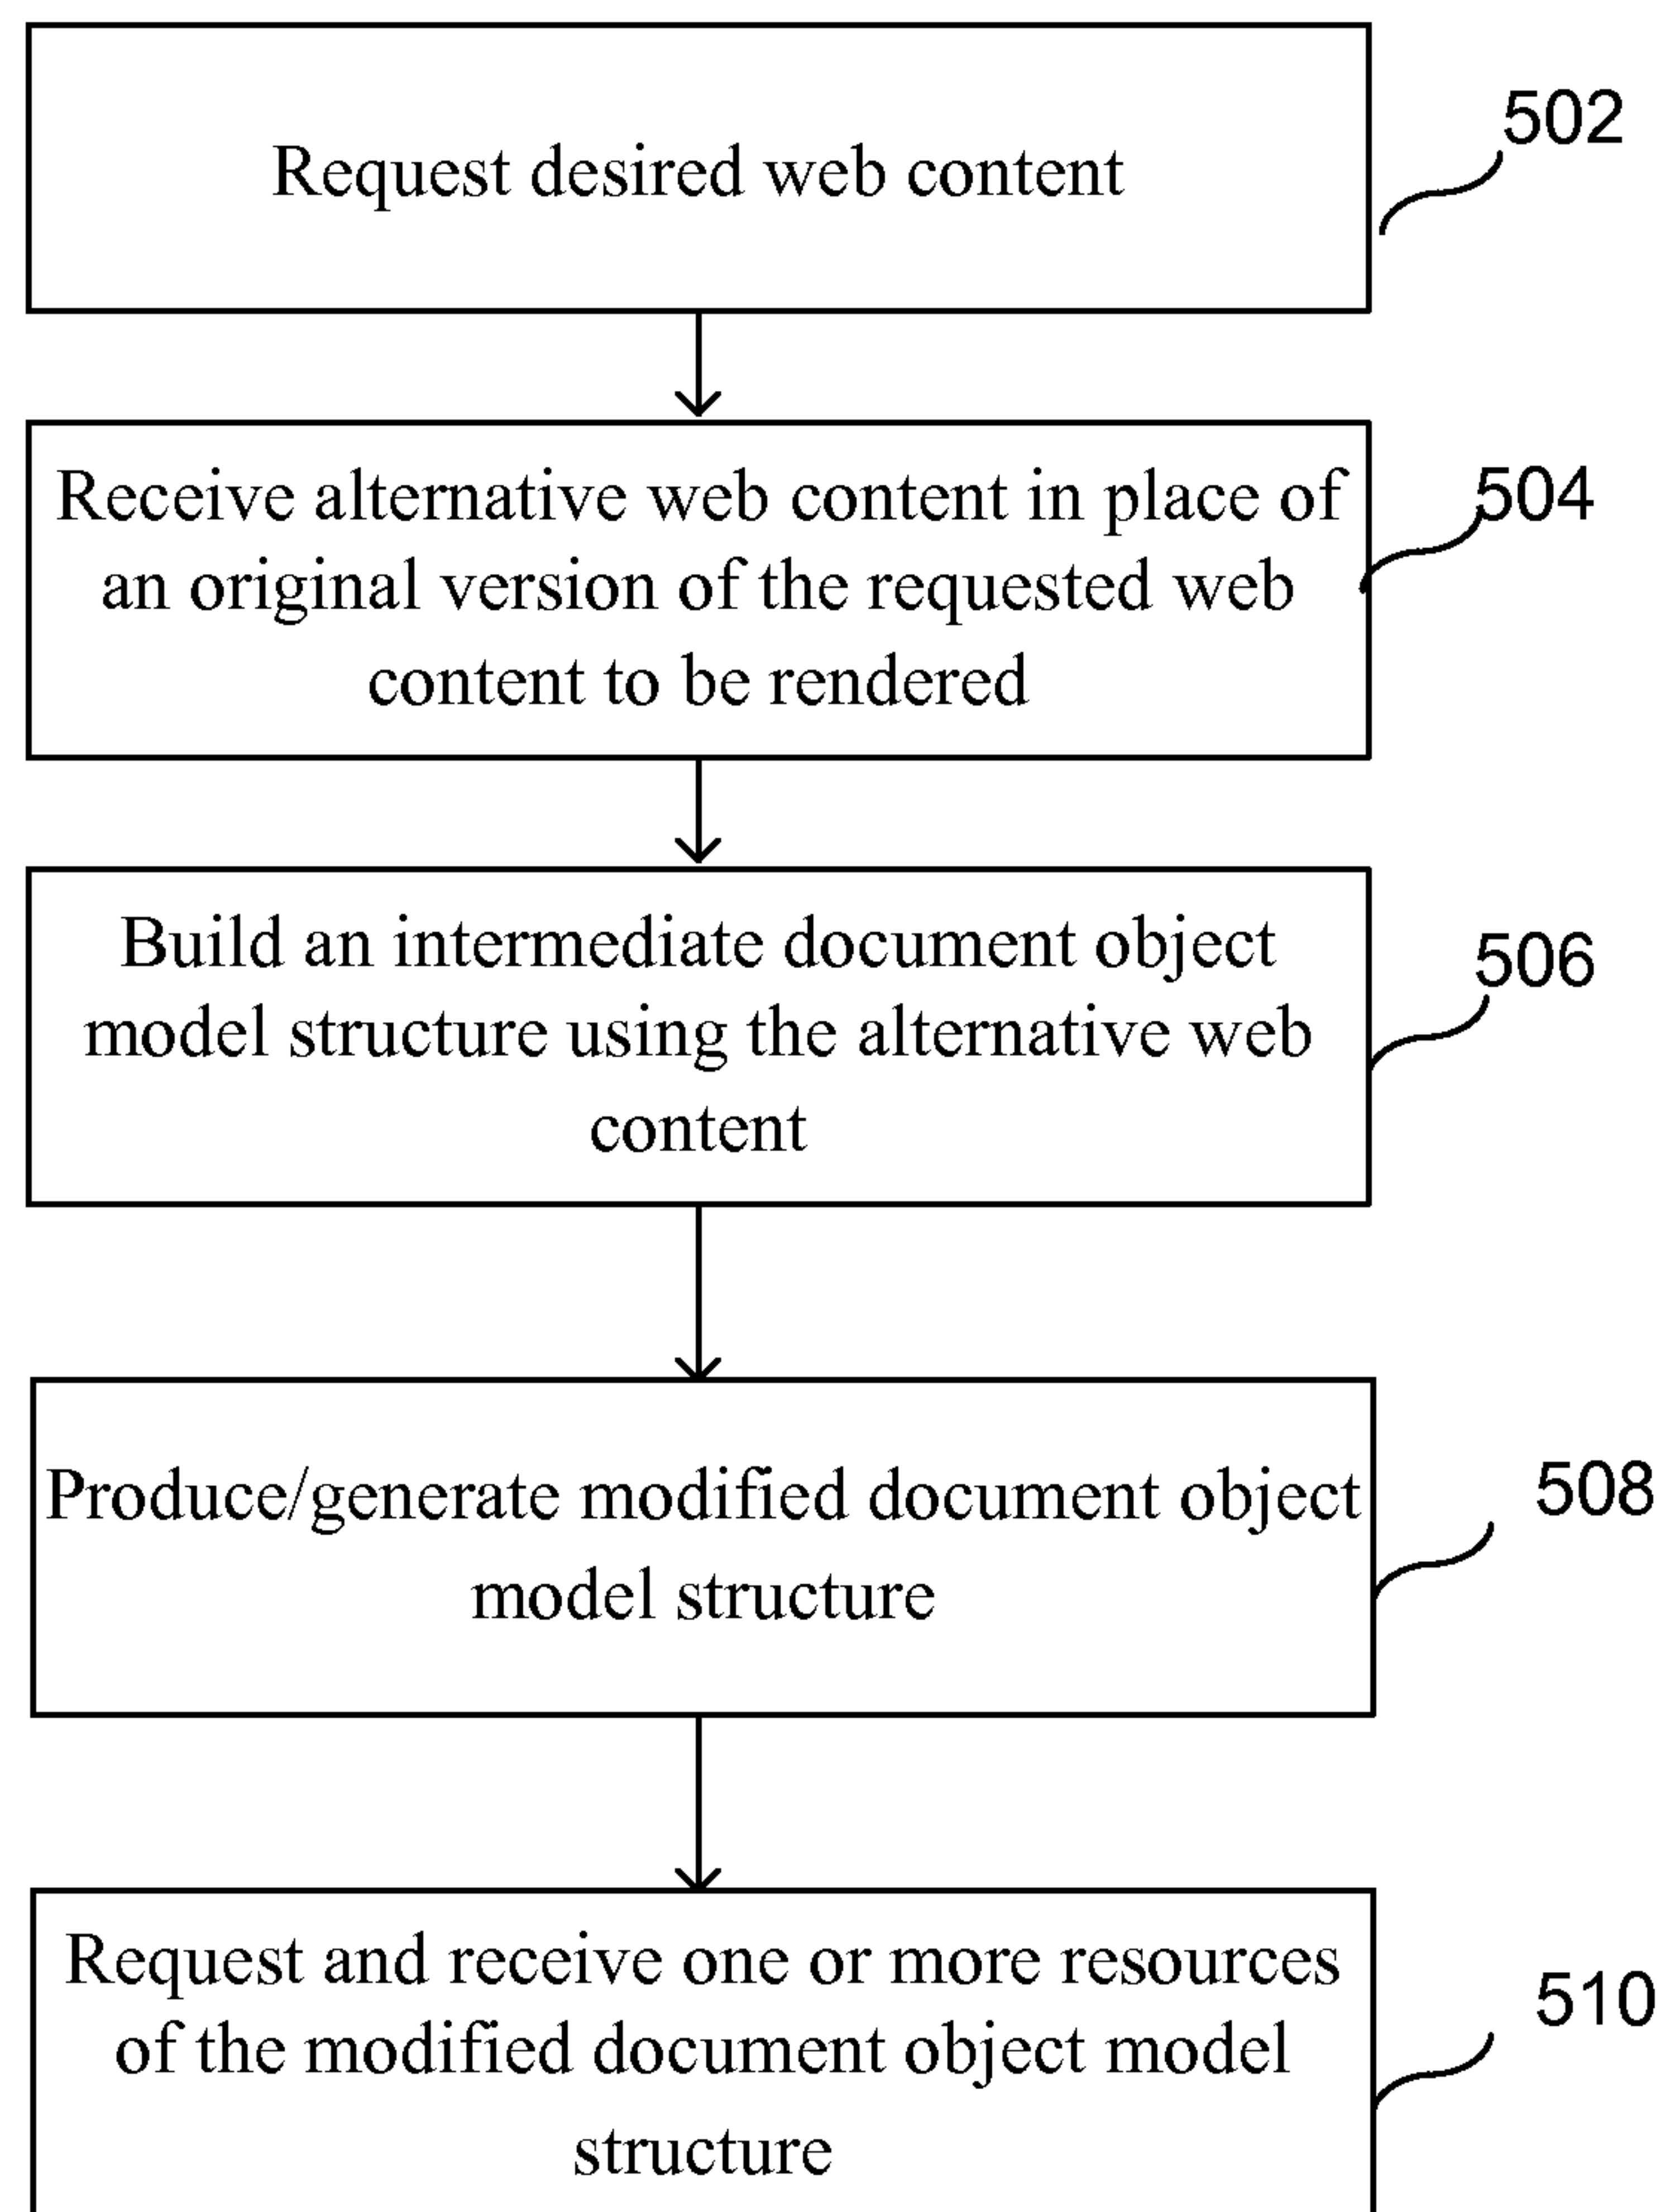 Request desired web content
502
Receive alternative web content in place of
an original version of the requested web
content to be rendered
504
Build an intermediate document object
model structure using the alternative web
content
506
Produce/generate modified document object
model structure
508
Request and receive one or more resources
of the modified document object model
structure
510